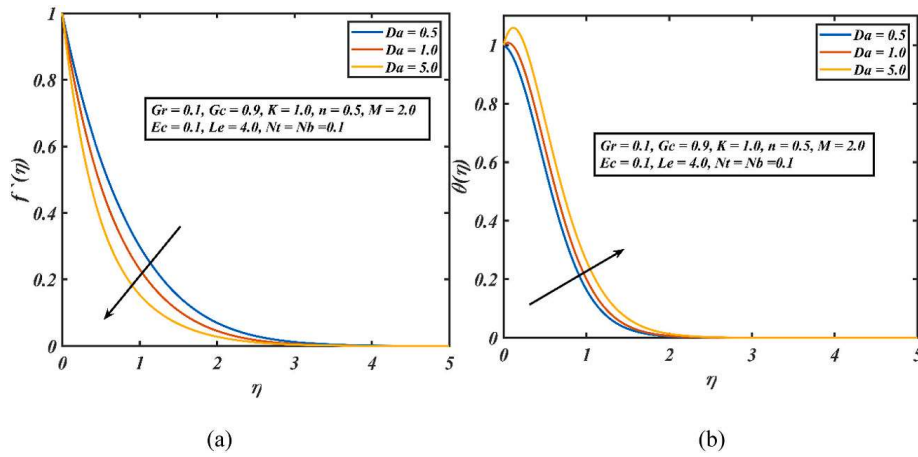 1
0.8
0.6
0.4
0.2
0
f`(η)
0
1
2
3
4
5
η
Da = 0.5
Da = 1.0
Da = 5.0
Gr = 0.1, Gc = 0.9, K = 1.0, n = 0.5, M = 2.0
Ec = 0.1, Le = 4.0, Nt = Nb =0.1
(a)
1
0.8
0.6
0.4
0.2
0
θ(η)
0
1
2
3
4
5
η
Da = 0.5
Da = 1.0
Da = 5.0
Gr = 0.1, Gc = 0.9, K = 1.0, n = 0.5, M = 2.0
Ec = 0.1, Le = 4.0, Nt = Nb =0.1
(b)